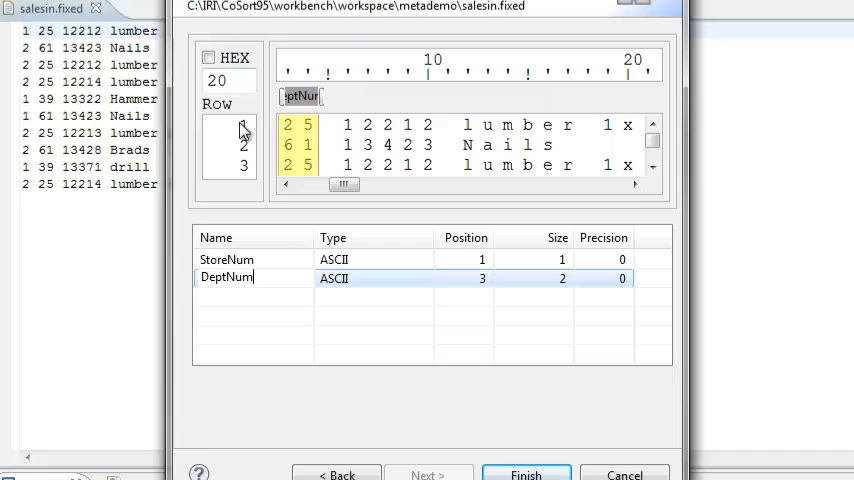 salesin.fixed
C:\IRI\CoSort95\workbench\workspace\metademo\salesin.fixed
1 25 12212 lumber
2 61 13423 Nails
2 25 12212 lumber
2 25 12214 lumber
1 39 13322 Hammer
1 61 13423 Nails
2 25 12213 lumber
2 61 13428 Brads
1 39 13371 drill
2 25 12214 lumber
HEX
20
Row
1
2
3
10 20
eptNur
2 5 1 2 2 1 2 l u m b e r 1 x
6 1 1 3 4 2 3 N a i l s
2 5 1 2 2 1 2 l u m b e r 1 x
Name Type Position Size Precision
StoreNum ASCII 1 1 0
DeptNum ASCII 3 2 0
?
< Back Next > Finish Cancel